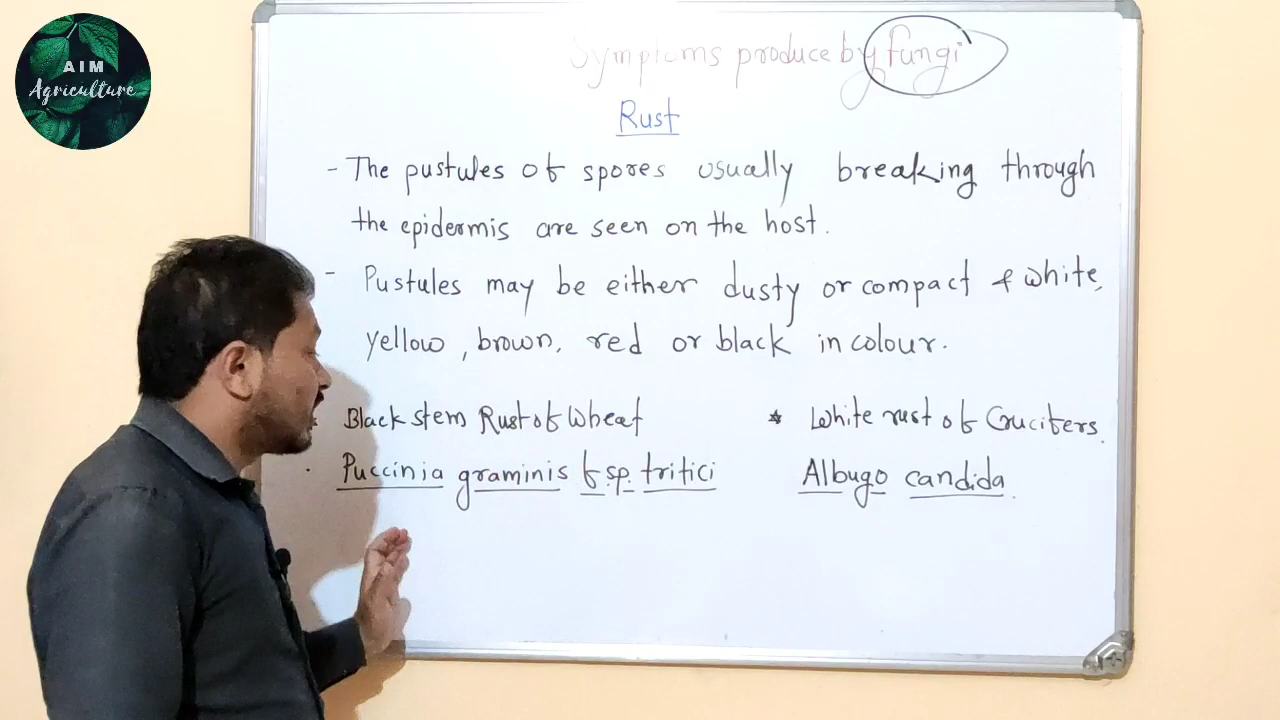 AIM
Agriculture
Symptoms produce by fungi
Rust
- The pustules of spores usually breaking through
the epidermis are seen on the host.
- Pustules may be either dusty or compact & white,
yellow, brown, red or black in colour.
Black stem Rust of Wheat
* White rust of Crucifers.
Puccinia graminis f sp. tritici
Albugo candida.